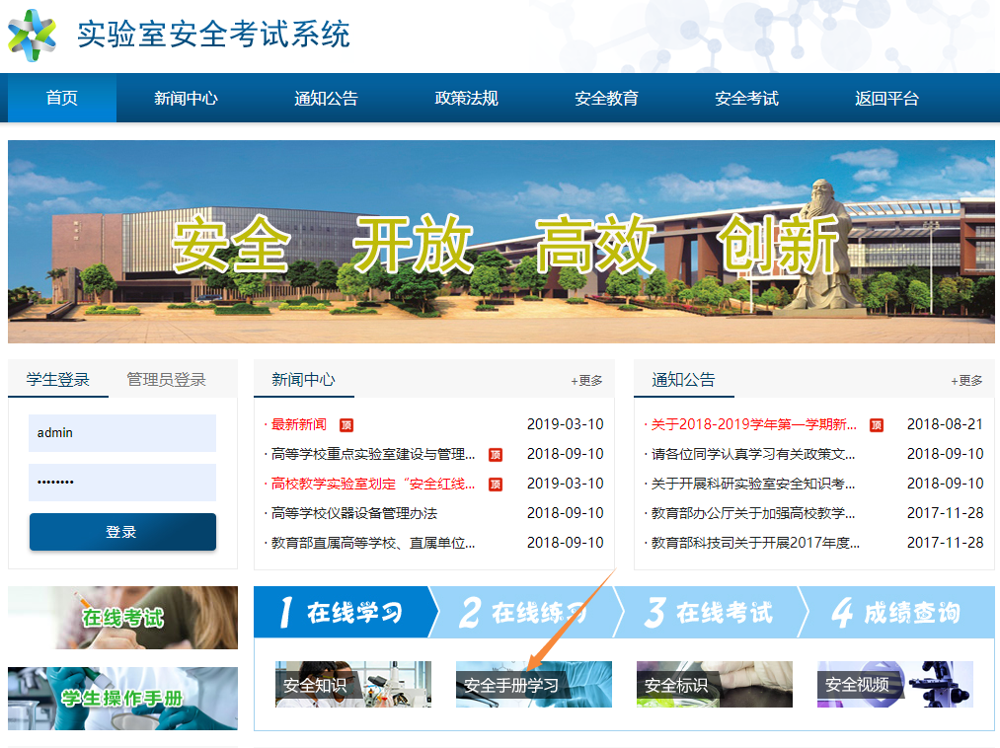 实验室安全考试系统
首页 新闻中心 通知公告 政策法规 安全教育 安全考试 返回平台
安全 开放 高效 创新
学生登录 管理员登录
admin
••••••••
登录
新闻中心 +更多
· 最新新闻 顶 2019-03-10
· 高等学校重点实验室建设与管理... 顶 2018-09-10
· 高校教学实验室划定“安全红线... 顶 2019-03-10
· 高等学校仪器设备管理办法 2018-09-10
· 教育部直属高等学校、直属单位... 2018-09-10
通知公告 +更多
· 关于2018-2019学年第一学期新... 顶 2018-08-21
· 请各位同学认真学习有关政策文... 2018-09-10
· 关于开展科研实验室安全知识考... 2018-09-10
· 教育部办公厅关于加强高校教学... 2017-11-28
· 教育部科技司关于开展2017年度... 2017-11-28
在线考试
学生操作手册
1 在线学习 2 在线练习 3 在线考试 4 成绩查询
安全知识 安全手册学习 安全标识 安全视频